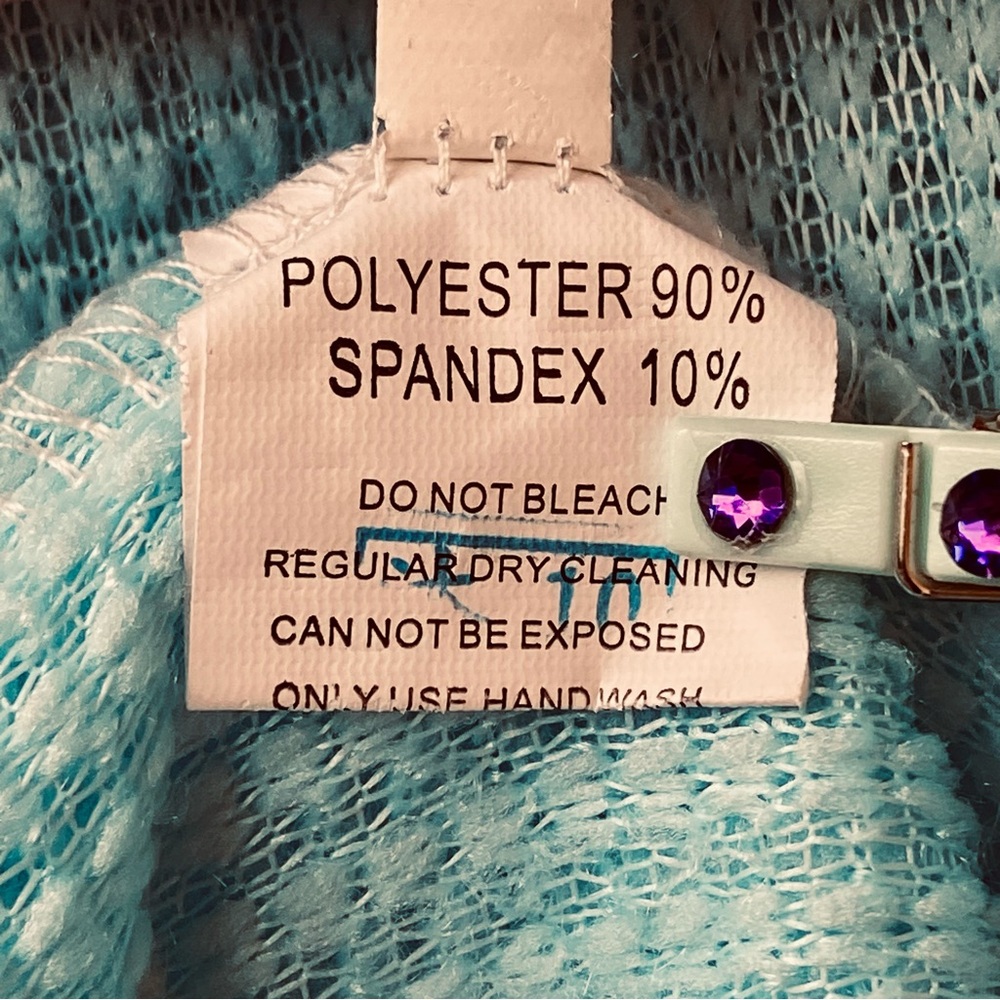 POLYESTER 90%
SPANDEX 10%
DO NOT BLEACH
REGULAR DRY CLEANING
CAN NOT BE EXPOSED
ONLY USE HAND WASH